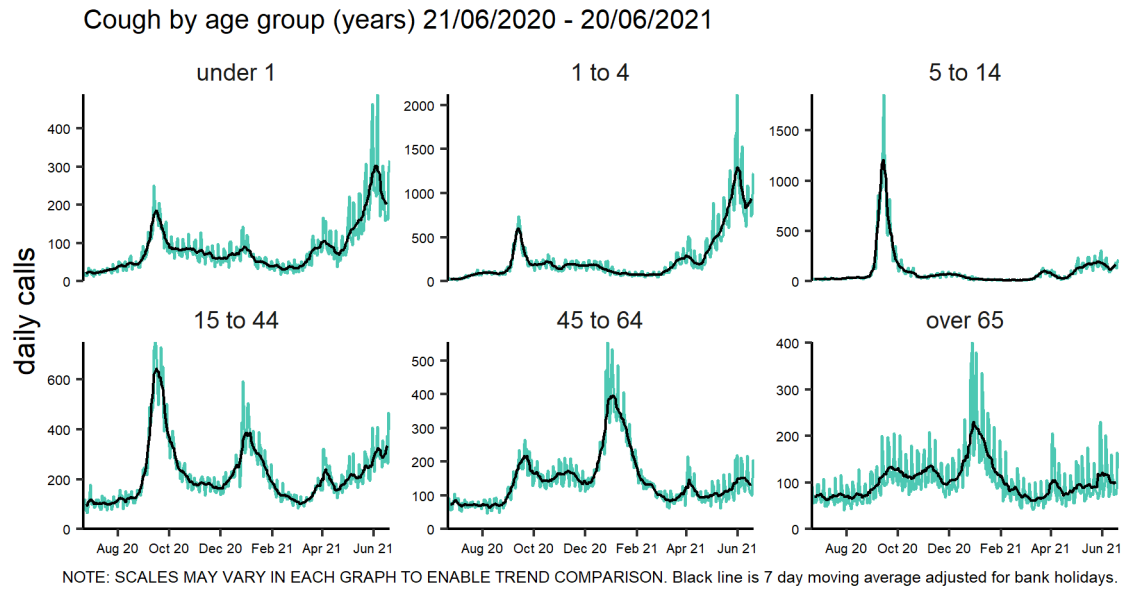 Cough by age group (years) 21/06/2020 - 20/06/2021
under 1
1 to 4
5 to 14
400
300
200
100
0
2000
1500
1000
500
0
1500
1000
500
0
daily calls
15 to 44
45 to 64
over 65
600
400
200
0
500
400
300
200
100
0
400
300
200
100
0
Aug 20 Oct 20 Dec 20 Feb 21 Apr 21 Jun 21
Aug 20 Oct 20 Dec 20 Feb 21 Apr 21 Jun 21
Aug 20 Oct 20 Dec 20 Feb 21 Apr 21 Jun 21
NOTE: SCALES MAY VARY IN EACH GRAPH TO ENABLE TREND COMPARISON. Black line is 7 day moving average adjusted for bank holidays.